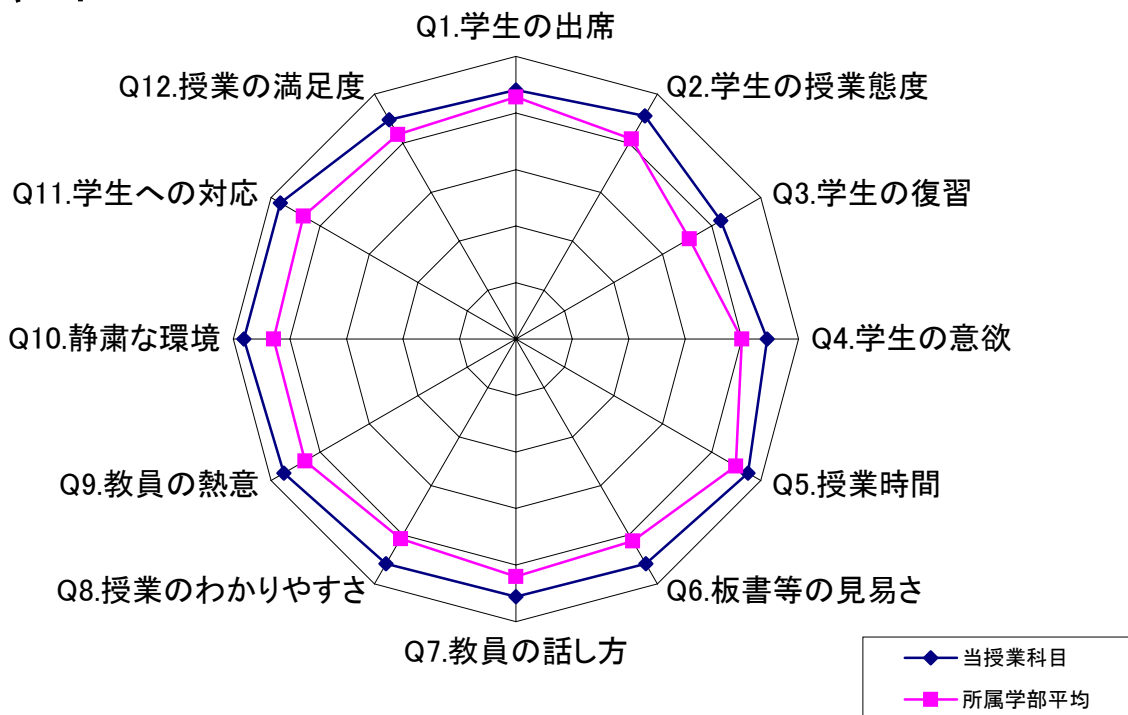 Q1.学生の出席
Q2.学生の授業態度
Q3.学生の復習
Q4.学生の意欲
Q5.授業時間
Q6.板書等の見易さ
Q7.教員の話し方
Q8.授業のわかりやすさ
Q9.教員の熱意
Q10.静粛な環境
Q11.学生への対応
Q12.授業の満足度
当授業科目
所属学部平均